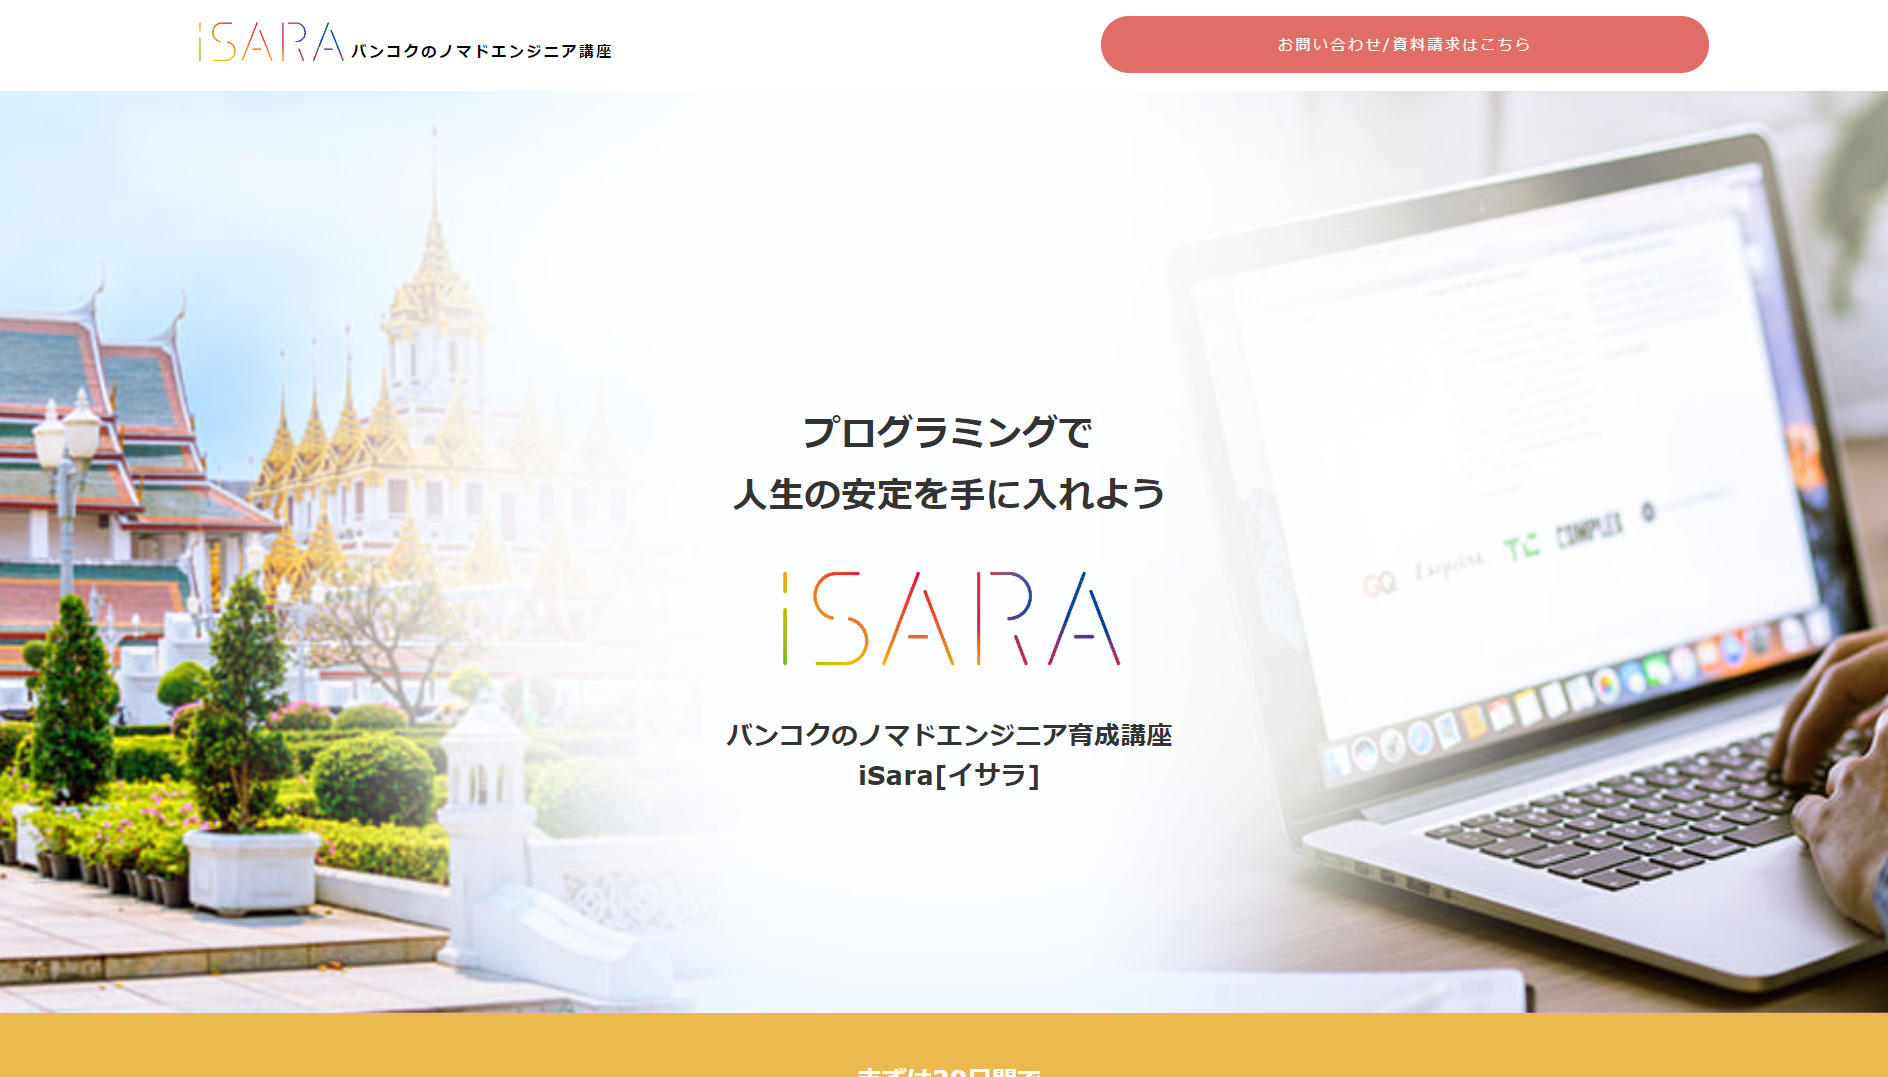 iSARA バンコクのノマドエンジニア講座
お問い合わせ/資料請求はこちら
プログラミングで
人生の安定を手に入れよう
iSARA
バンコクのノマドエンジニア育成講座
iSara[イサラ]
GQ Esquire TC COMPLEX